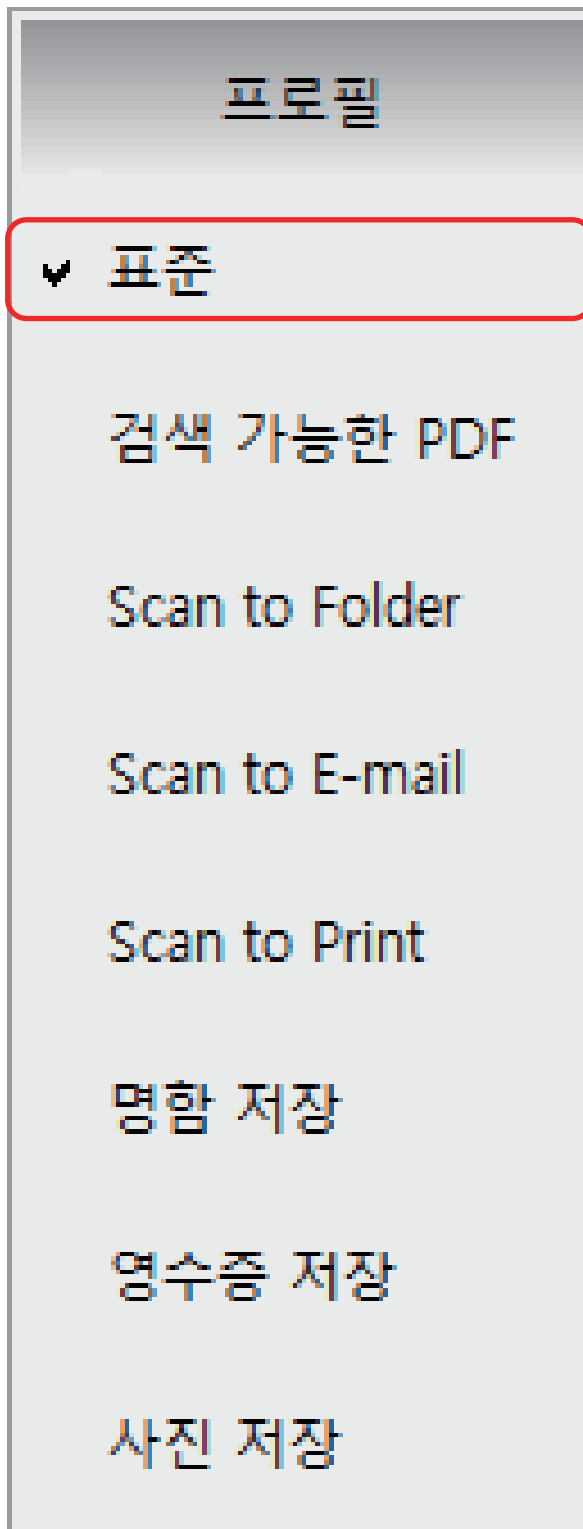 프로필
표준
검색 가능한 PDF
Scan to Folder
Scan to E-mail
Scan to Print
명함 저장
영수증 저장
사진 저장